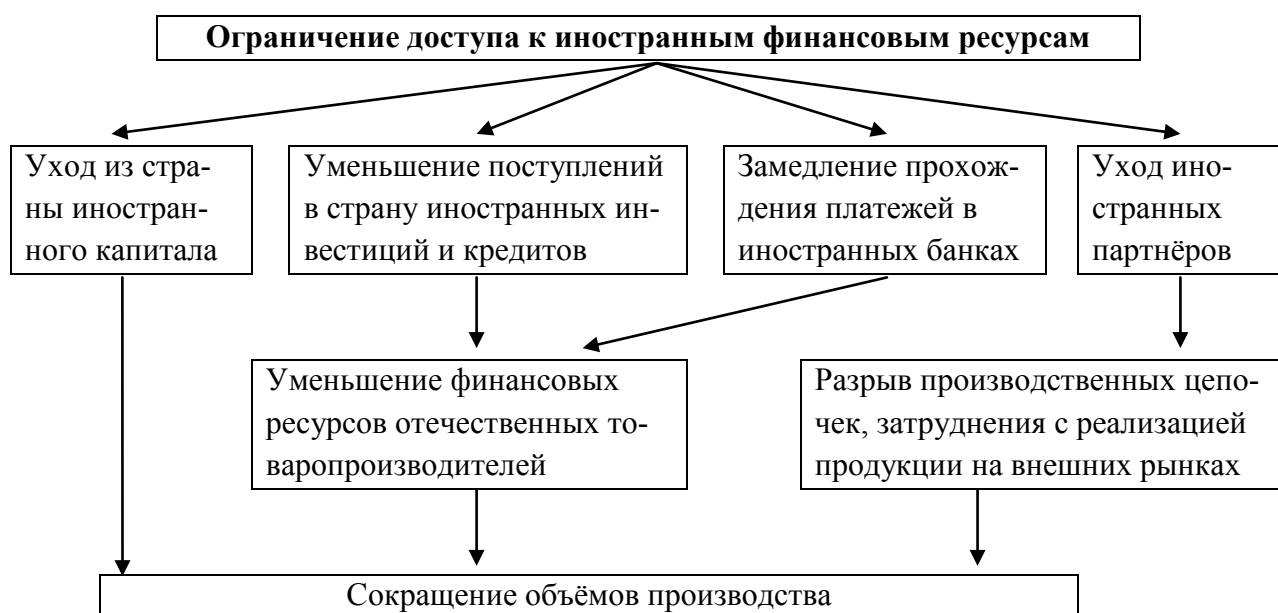 Ограничение доступа к иностранным финансовым ресурсам
Уход из стра-
ны иностран-
ного капитала
Уменьшение поступлений
в страну иностранных ин-
вестиций и кредитов
Замедление прохож-
дения платежей в
иностранных банках
Уход ино-
странных
партнёров
Уменьшение финансовых
ресурсов отечественных то-
варопроизводителей
Разрыв производственных цепо-
чек, затруднения с реализацией
продукции на внешних рынках
Сокращение объёмов производства